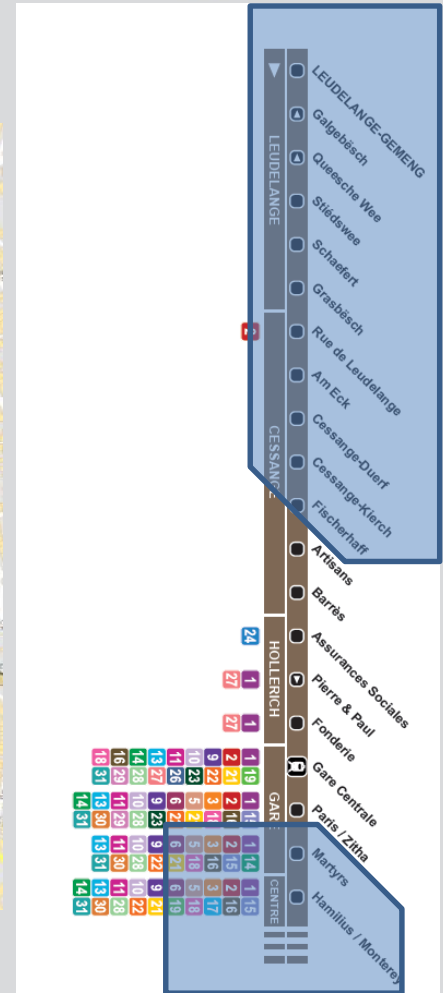 LEUDELANGE-GEMENG
Galgebësch
Queesche Wee
Stiédswee
Schaefert
Grasbësch
Rue de Leudelange
Am Eck
Cessange-Duerf
Cessange-Kierch
Fischerhaff
Artisans
Barrès
Assurances Sociales
Pierre & Paul
Fonderie
Gare Centrale
Paris / Zitha
Martyrs
Hamilius / Monterey
LEUDELANGE
CESSANGE
HOLLERICH
GARE
CENTRE
2
24
27 1
27 1
18 16 14 13 11 10 9 2 1
31 29 28 27 26 23 22 21 19
14 13 11 10 9 6 5 3 2 1
31 30 29 28 23
13 11 10 9 6 5 3 2 1
31 30 28 22 21 18 16 15 14
14 13 11 10 9 6 5 3 2 1
31 30 28 22 21 19 18 17 16 15